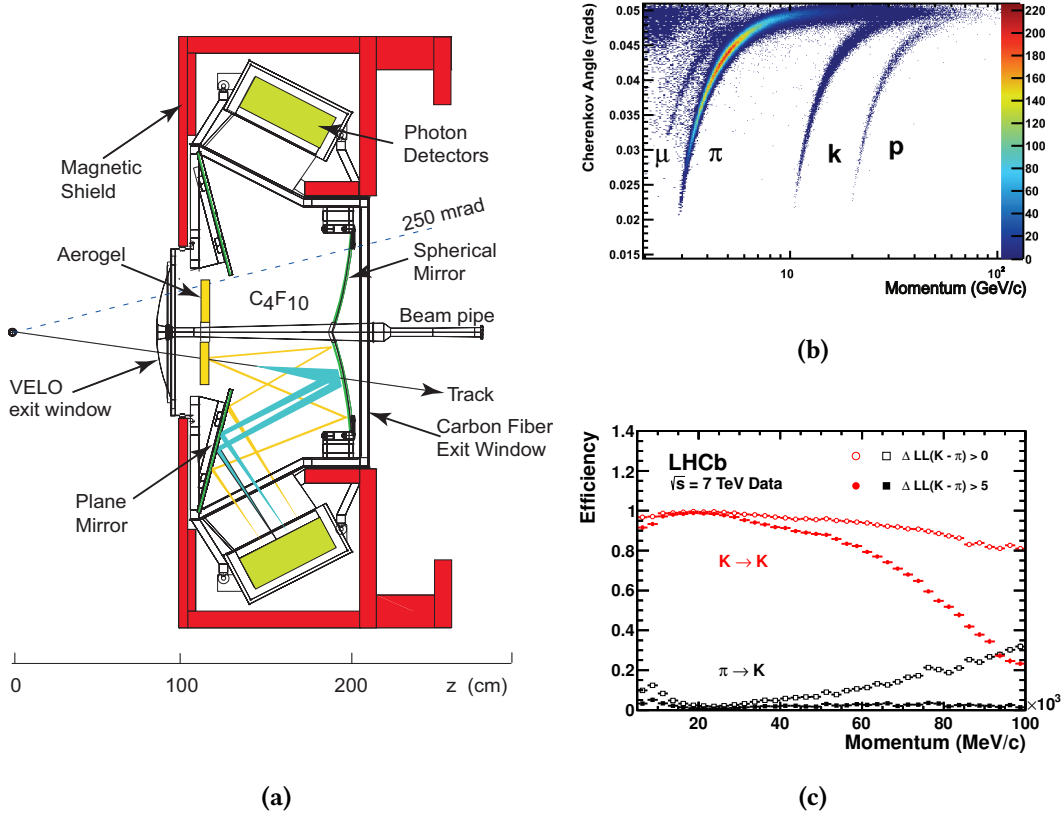 Magnetic
Shield
Aerogel
VELO
exit window
Plane
Mirror
C4F10
Photon
Detectors
250 mrad
Spherical
Mirror
Beam pipe
Track
Carbon Fiber
Exit Window
0 100 200 z (cm)
(a)
Cherenkov Angle (rads)
0.05
0.045
0.04
0.035
0.03
0.025
0.02
0.015
μ π k p
10 10²
Momentum (GeV/c)
220
200
180
160
140
120
100
80
60
40
20
0
(b)
Efficiency
1.4
1.2
1
0.8
0.6
0.4
0.2
0
LHCb
√s = 7 TeV Data
Δ LL(K - π) > 0
Δ LL(K - π) > 5
K → K
π → K
20 40 60 80 100
×10³
Momentum (MeV/c)
(c)